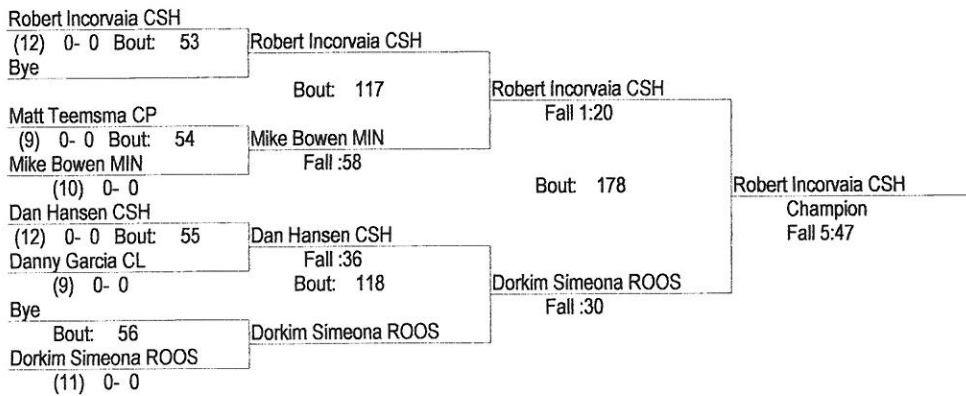 Robert Incorvaia CSH
(12) 0- 0 Bout: 53
Bye
Robert Incorvaia CSH
Bout: 117
Matt Teemsma CP
(9) 0- 0 Bout: 54
Mike Bowen MIN
(10) 0- 0
Mike Bowen MIN
Fall :58
Robert Incorvaia CSH
Fall 1:20
Bout: 178
Dan Hansen CSH
(12) 0- 0 Bout: 55
Danny Garcia CL
(9) 0- 0
Dan Hansen CSH
Fall :36
Bout: 118
Bye
Bout: 56
Dorkim Simeona ROOS
(11) 0- 0
Dorkim Simeona ROOS
Dorkim Simeona ROOS
Fall :30
Robert Incorvaia CSH
Champion
Fall 5:47